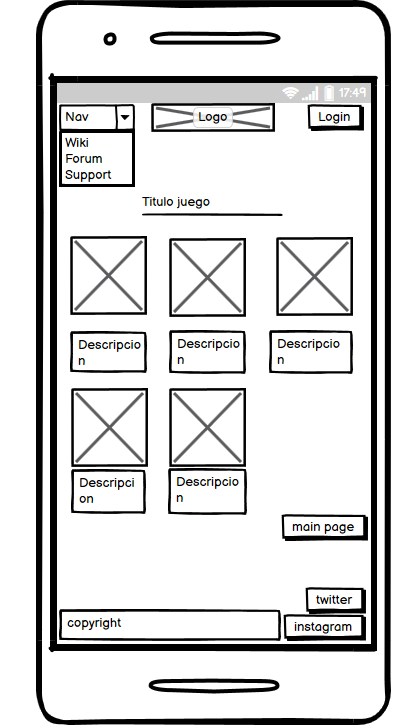 17:49
Nav
Logo
Login
Wiki
Forum
Support
Titulo juego
Descripcio
n
Descripcio
n
Descripcio
n
Descripci
on
Descripcio
n
main page
twitter
copyright
instagram